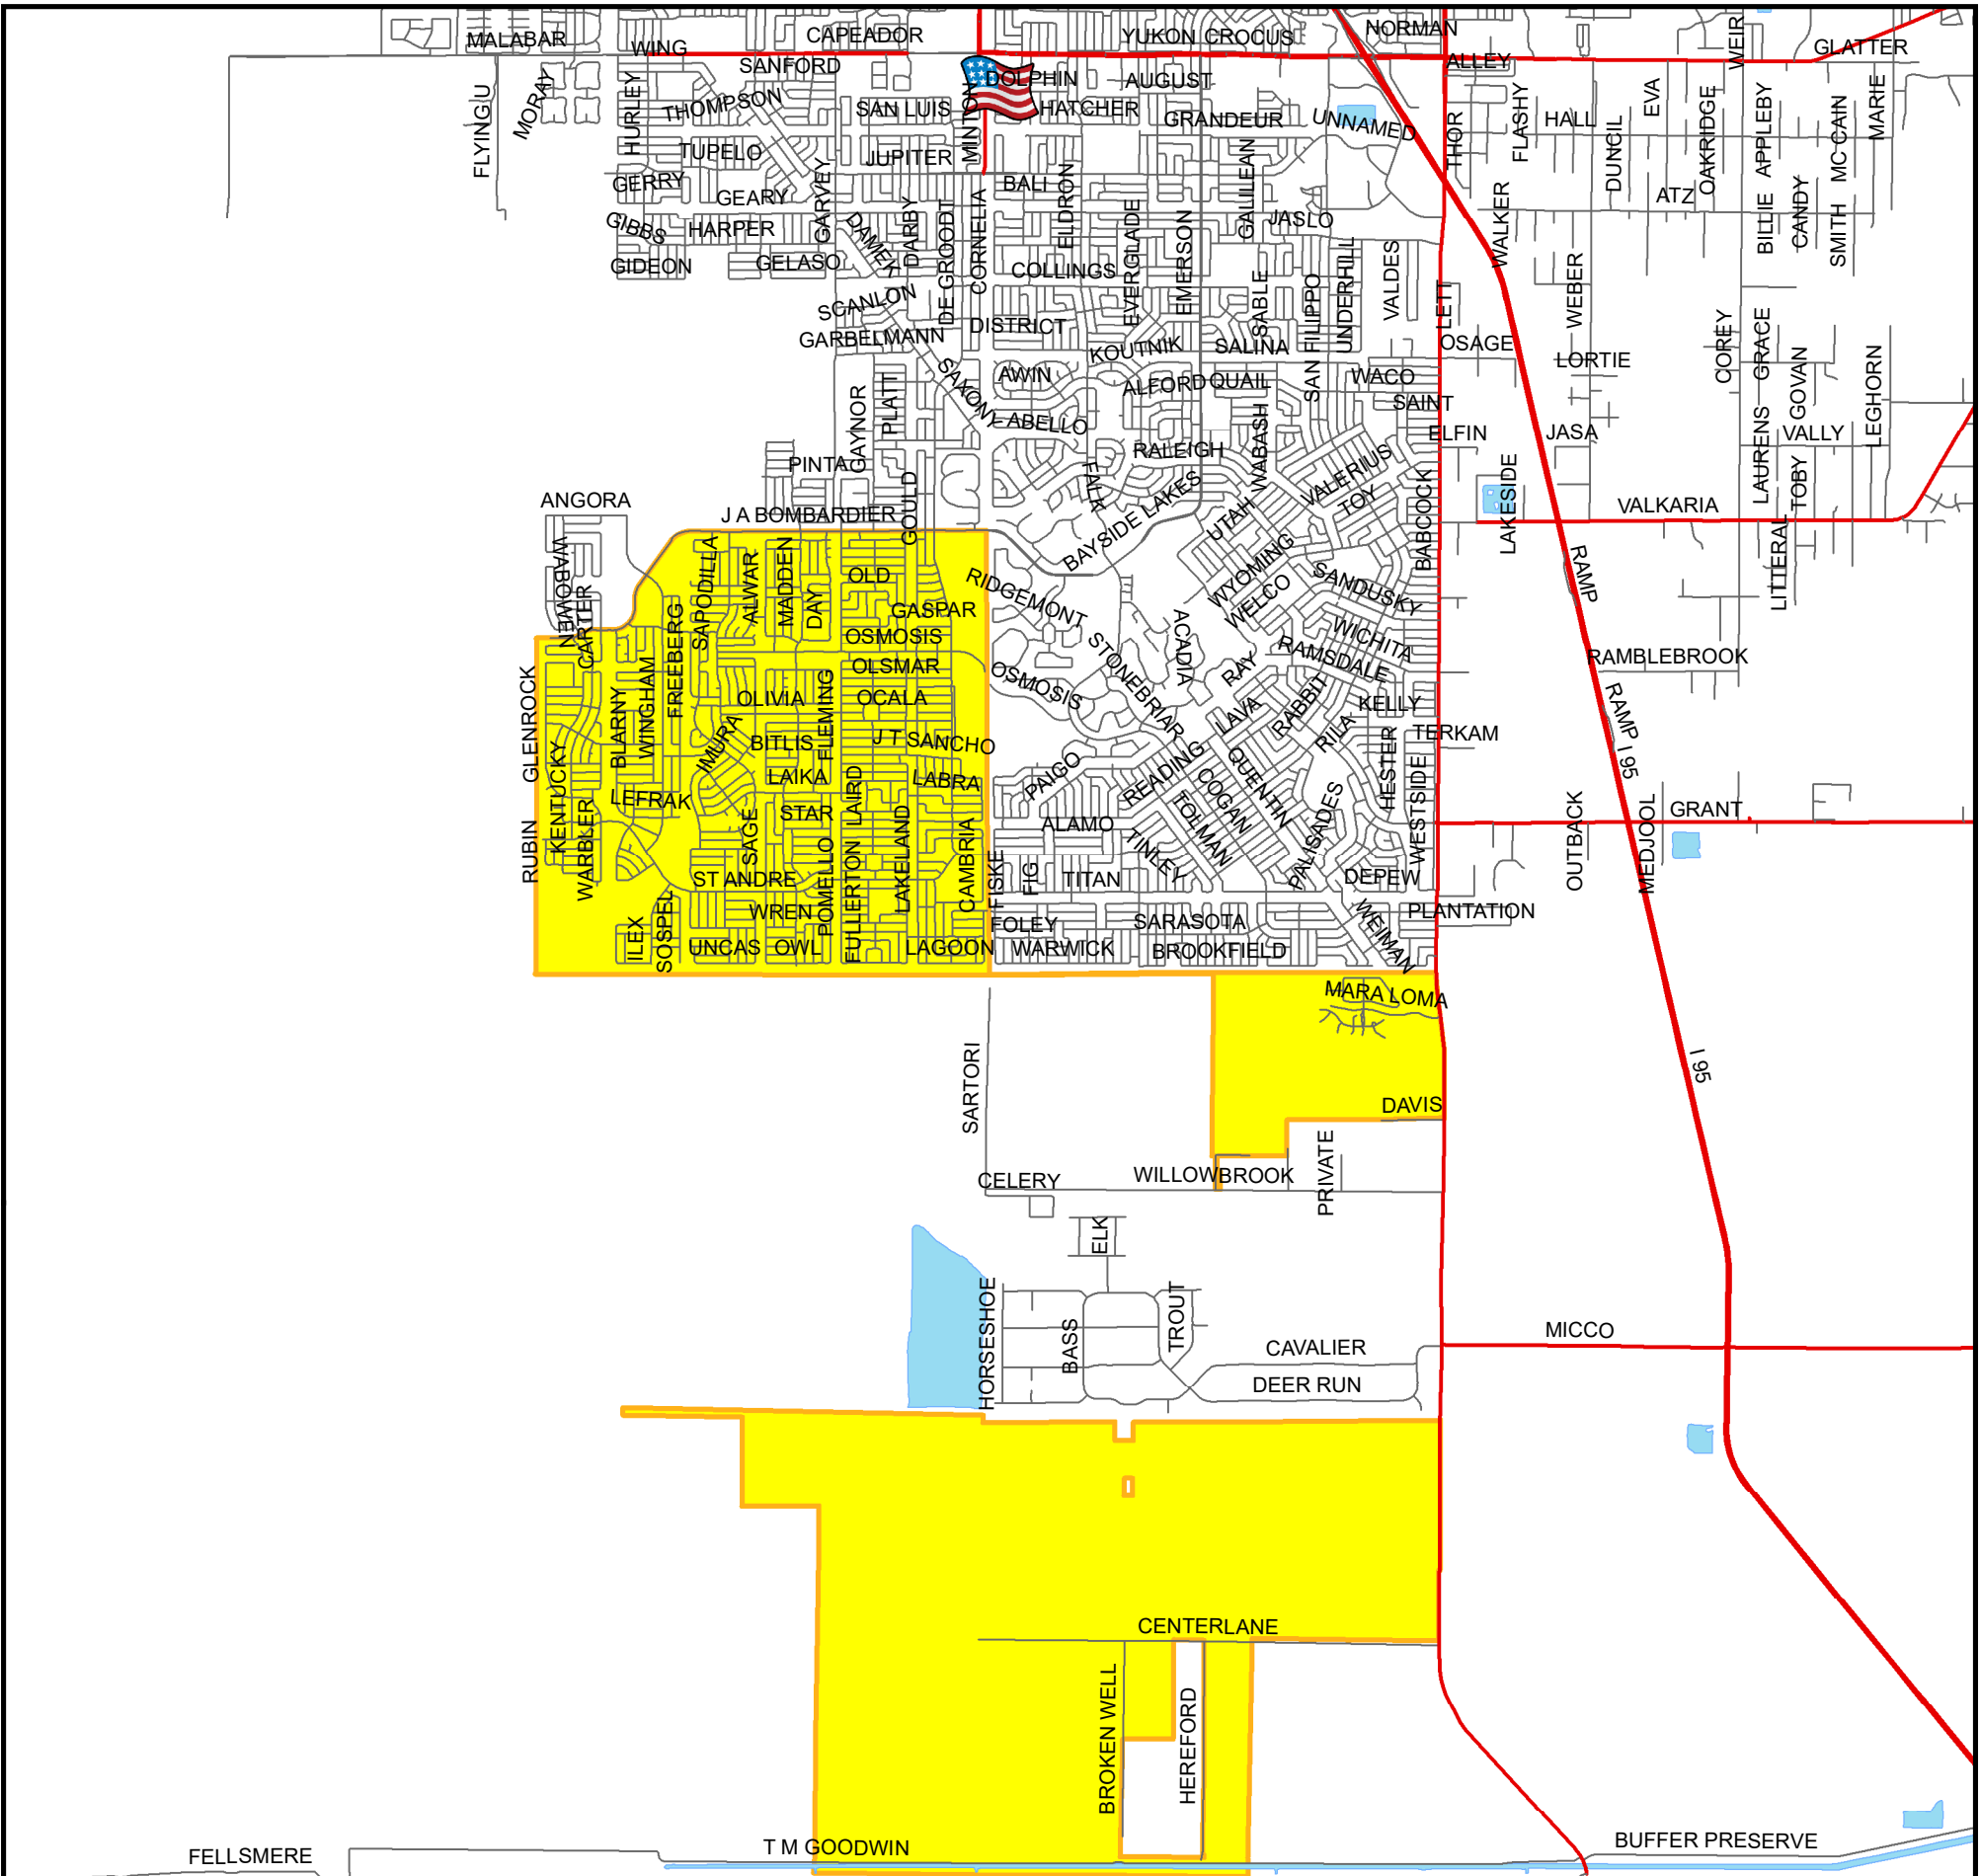 MALABAR
WING
CAPEADOR
YUKON CROCUS
NORMAN
WEIR
GLATTER
SANFORD
DOLPHIN
AUGUST
ALLEY
FLYING U
MORAY
HURLEY
THOMPSON
SAN LUIS
MINTON
HATCHER
GRANDEUR
UNNAMED
THOR
FLASHY
HALL
EVA
OAKRIDGE
APPLEBY
MC CAIN
MARIE
TUPELO
JUPITER
DUNCIL
GERRY
GEARY
GARVEY
BALI
ELDRON
GALILEAN
ATZ
GIBBS
HARPER
DAMEX
DARBY
DE GROODT
CORNELIA
EVERGLADE
EMERSON
JASLO
WALKER
BILLIE
CANDY
SMITH
GIDEON
GELASO
COLLINGS
SABLE
SAN FILIPPO
UNDERHILL
VALDES
WEBER
SCANLON
GARBELMANN
DISTRICT
LETT
KOUTNIK
SALINA
OSAGE
LORTIE
COREY
GRACE
GOVAN
LEGHORN
GAYNOR
PLATT
SAXONY
AWIN
ALFORD
QUAIL
WACO
SAINT
LABELLO
WABASH
ELFIN
JASA
LAURENS
VALLY
PINTA
RALEIGH
VALERIUS
TOY
FALK
BAYSIDE LAKES
UTAH
BABCOCK
LAKESIDE
TOBY
VALKARIA
ANGORA
J A BOMBARDIER
GOULD
WABOWEN
CARTER
SAPODILLA
ALWAR
MADDEN
DAY
OLD
GASPAR
RIDGEMONT
WYOMING
WELCO
SANDUSKY
RAMP
LITTERAL
FREEBERG
OSMOSIS
OLSMAR
OSMOSIS
STONEBRIAR
ACADIA
RAY
RAMSDALE
WICHITA
RAMBLEBROOK
GLENROCK
BLARNY
WINGHAM
OLIVIA
FLEMING
OCALA
LAVA
RABBIT
KELLY
RAMP I 95
KENTUCKY
IMURA
BITLIS
J T SANCHO
RILA
TERKAM
LEFRAK
LAIKA
LAIRD
LABRA
PAIGO
READING
QUENTIN
COGAN
HESTER
RUBIN
WARBLER
SAGE
STAR
LAKELAND
CAMBRIA
ALAMO
TOLMAN
TINLEY
PALISADES
WESTSIDE
OUTBACK
MEDJOOL
GRANT
ST ANDRE
POMELLO
FULLERTON
FISKE
FIG
TITAN
DEPEW
ILEX
SOSPEL
WREN
FOLEY
SARASOTA
WEIMAN
PLANTATION
UNCAS
OWL
LAGOON
WARWICK
BROOKFIELD
MARA LOMA
SARTORI
I 95
DAVIS
CELERY
WILLOWBROOK
PRIVATE
ELK
HORSESHOE
BASS
TROUT
CAVALIER
DEER RUN
MICCO
CENTERLANE
BROKEN WELL
HEREFORD
FELLSMERE
T M GOODWIN
BUFFER PRESERVE